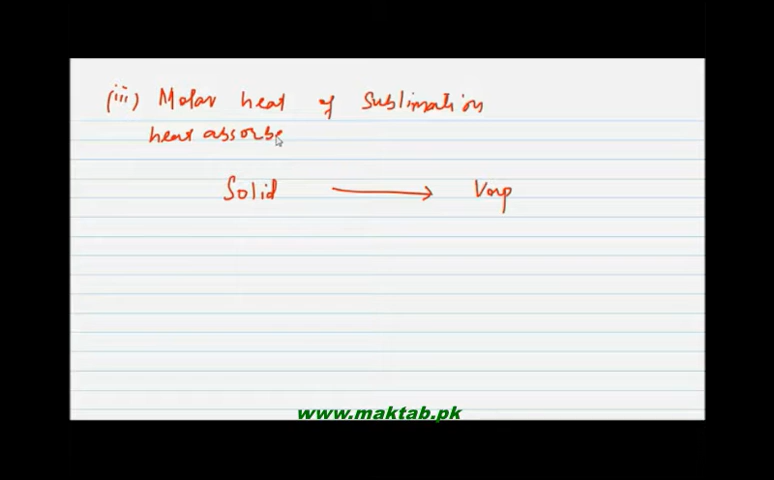 (iii) Molar heat of Sublimation
heat absorbe
Solid → Vap
www.maktab.pk